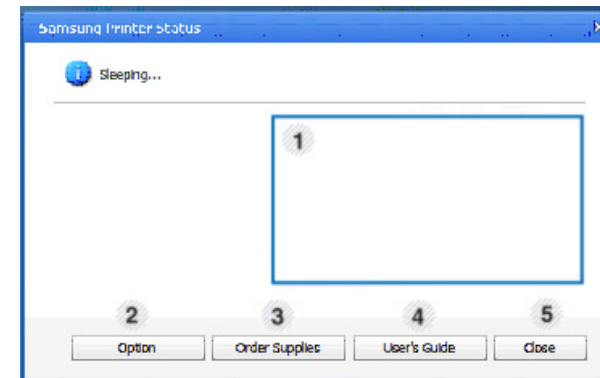 Samsung Printer Status
Sleeping...
1
2 3 4 5
Option Order Supplies User's Guide Close